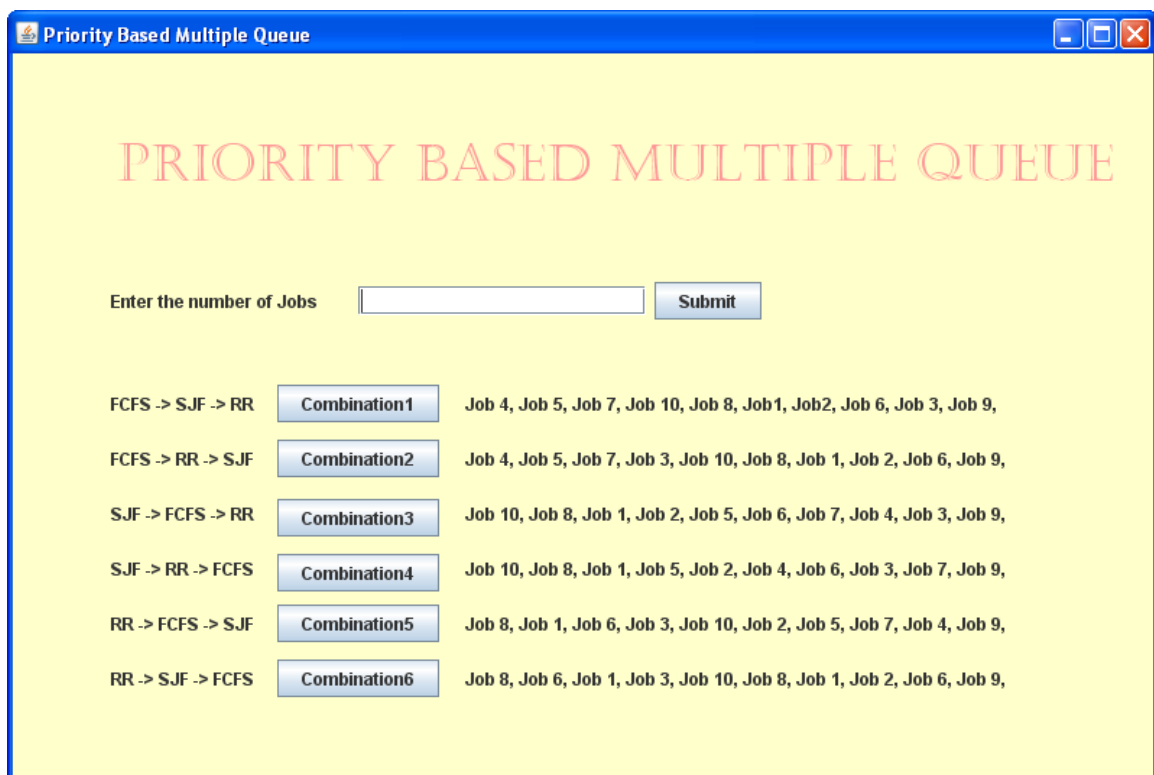 Priority Based Multiple Queue
PRIORITY BASED MULTIPLE QUEUE
Enter the number of Jobs Submit
FCFS -> SJF -> RR Combination1 Job 4, Job 5, Job 7, Job 10, Job 8, Job1, Job2, Job 6, Job 3, Job 9,
FCFS -> RR -> SJF Combination2 Job 4, Job 5, Job 7, Job 3, Job 10, Job 8, Job 1, Job 2, Job 6, Job 9,
SJF -> FCFS -> RR Combination3 Job 10, Job 8, Job 1, Job 2, Job 5, Job 6, Job 7, Job 4, Job 3, Job 9,
SJF -> RR -> FCFS Combination4 Job 10, Job 8, Job 1, Job 5, Job 2, Job 4, Job 6, Job 3, Job 7, Job 9,
RR -> FCFS -> SJF Combination5 Job 8, Job 1, Job 6, Job 3, Job 10, Job 2, Job 5, Job 7, Job 4, Job 9,
RR -> SJF -> FCFS Combination6 Job 8, Job 6, Job 1, Job 3, Job 10, Job 8, Job 1, Job 2, Job 6, Job 9,